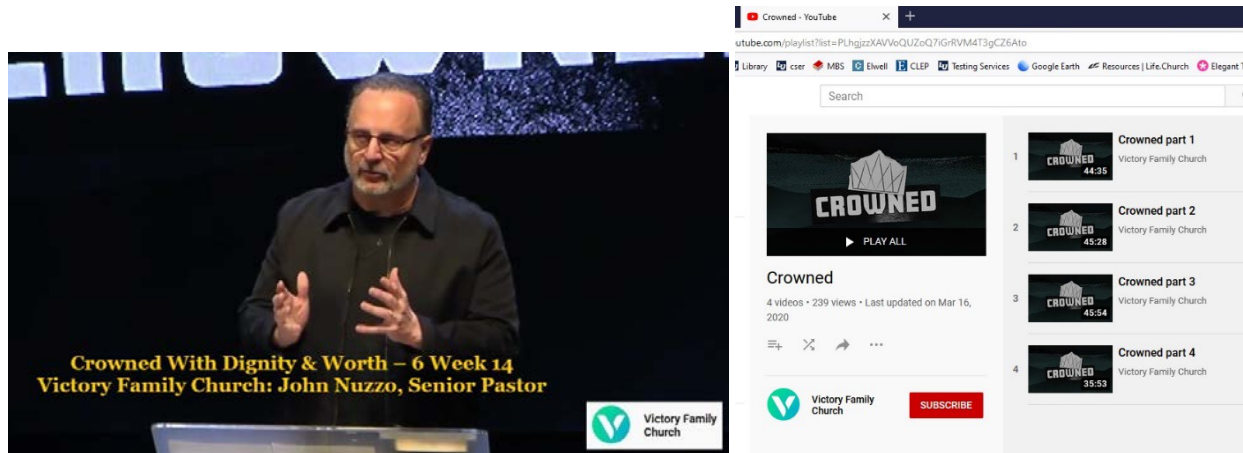 CROWNED
Crowned With Dignity & Worth – 6 Week 14
Victory Family Church: John Nuzzo, Senior Pastor
Victory Family
Church
Crowned - YouTube
utube.com/playlist?list=PLhgjzzXAVVoQUZoQ7iGrRVM4T3gCZ6Ato
Library cser MBS Elwell CLEP Testing Services Google Earth Resources | Life.Church Elegant T
Search
CROWNED
PLAY ALL
Crowned
4 videos • 239 views • Last updated on Mar 16,
2020
Victory Family
Church
SUBSCRIBE
1
CROWNED
44:35
Crowned part 1
Victory Family Church
2
CROWNED
45:28
Crowned part 2
Victory Family Church
3
CROWNED
45:54
Crowned part 3
Victory Family Church
4
CROWNED
35:53
Crowned part 4
Victory Family Church